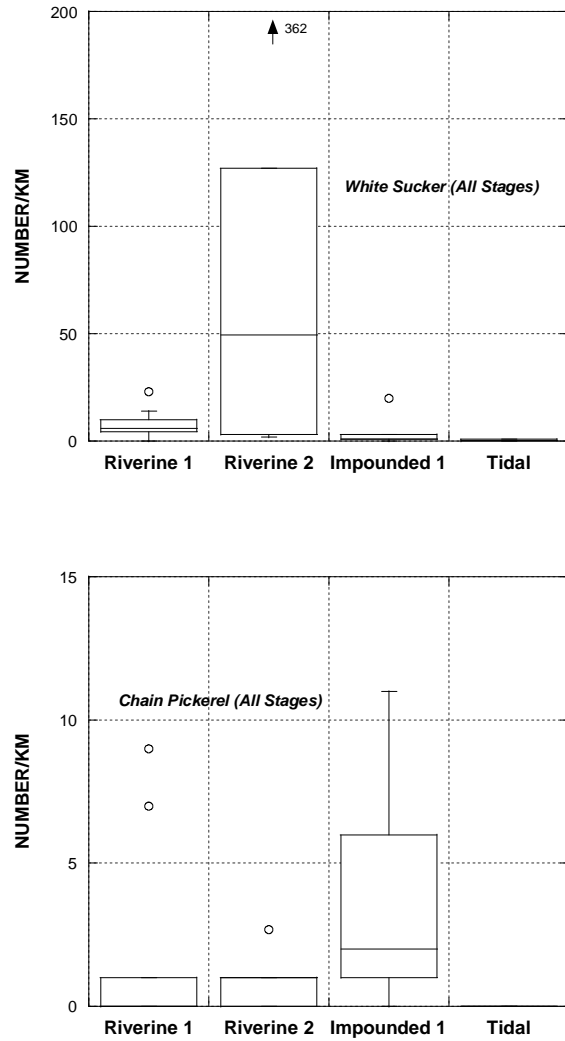 200
362
150
White Sucker (All Stages)
100
NUMBER/KM
50
0
Riverine 1 Riverine 2 Impounded 1 Tidal
15
Chain Pickerel (All Stages)
10
NUMBER/KM
5
0
Riverine 1 Riverine 2 Impounded 1 Tidal